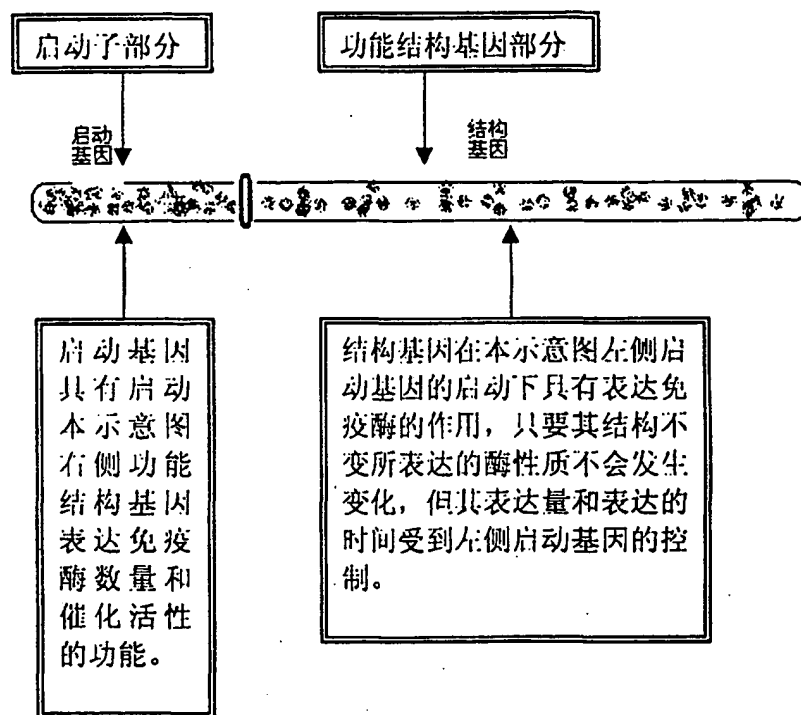 启动子部分
功能结构基因部分
启动
基因
结构
基因
启动基因
具有启动
本示意图
右侧功能
结构基因
表达免疫
酶数量和
催化活性
的功能。
结构基因在本示意图左侧启
动基因的启动下具有表达免
疫酶的作用，只要其结构不
变所表达的酶性质不会发生
变化，但其表达量和表达的
时间受到左侧启动基因的控
制。